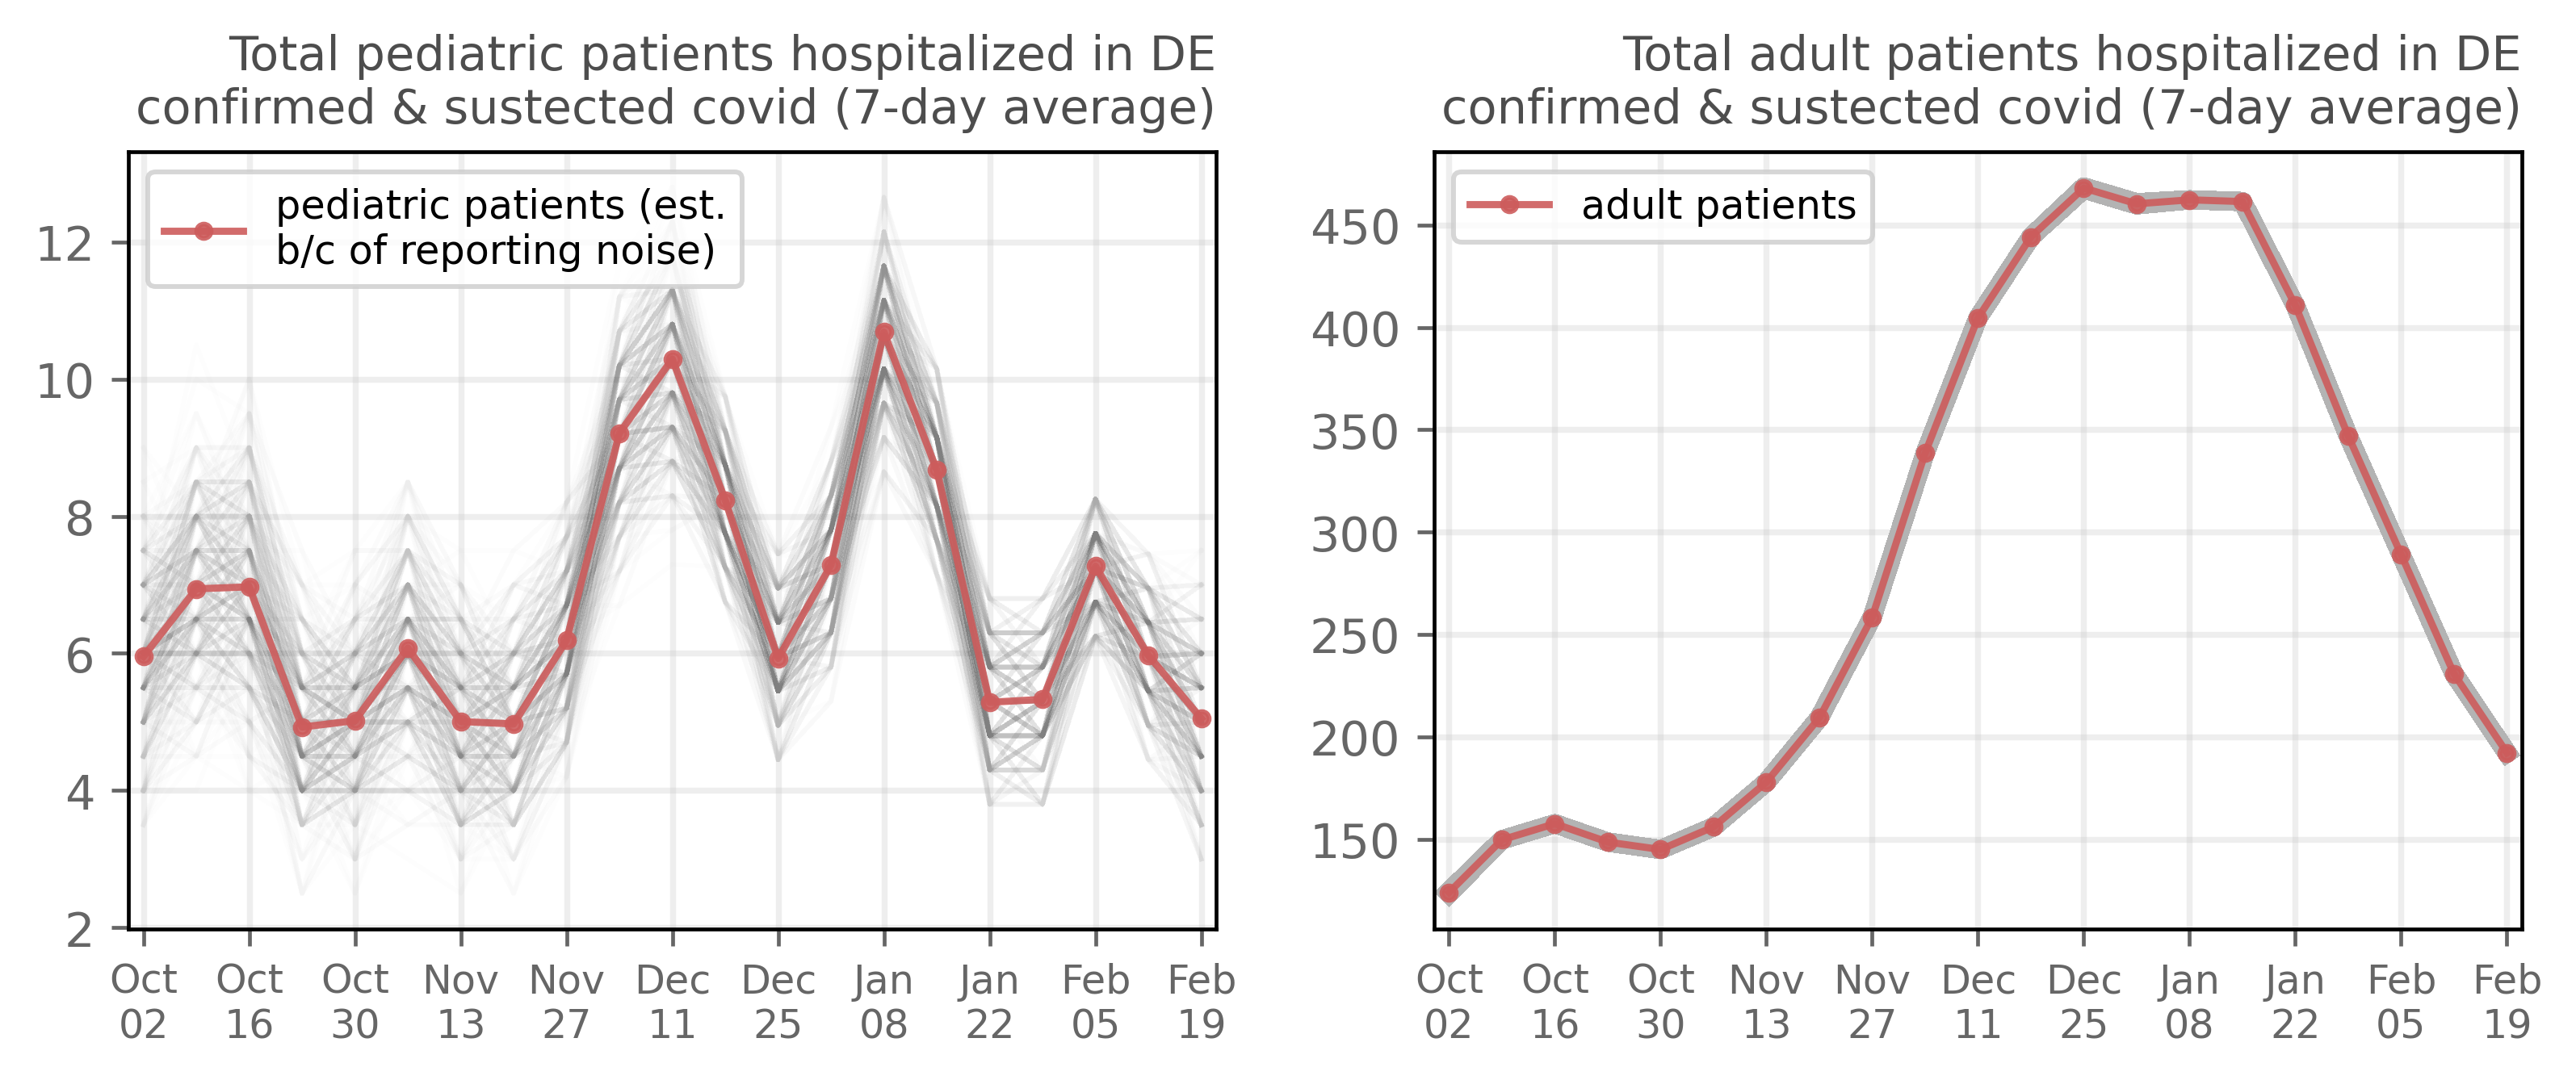 Total pediatric patients hospitalized in DE
confirmed & sustected covid (7-day average)
pediatric patients (est.
b/c of reporting noise)
12
10
8
6
4
2
Oct Oct Oct Nov Nov Dec Dec Jan Jan Feb Feb
02 16 30 13 27 11 25 08 22 05 19
Total adult patients hospitalized in DE
confirmed & sustected covid (7-day average)
adult patients
450
400
350
300
250
200
150
Oct Oct Oct Nov Nov Dec Dec Jan Jan Feb Feb
02 16 30 13 27 11 25 08 22 05 19